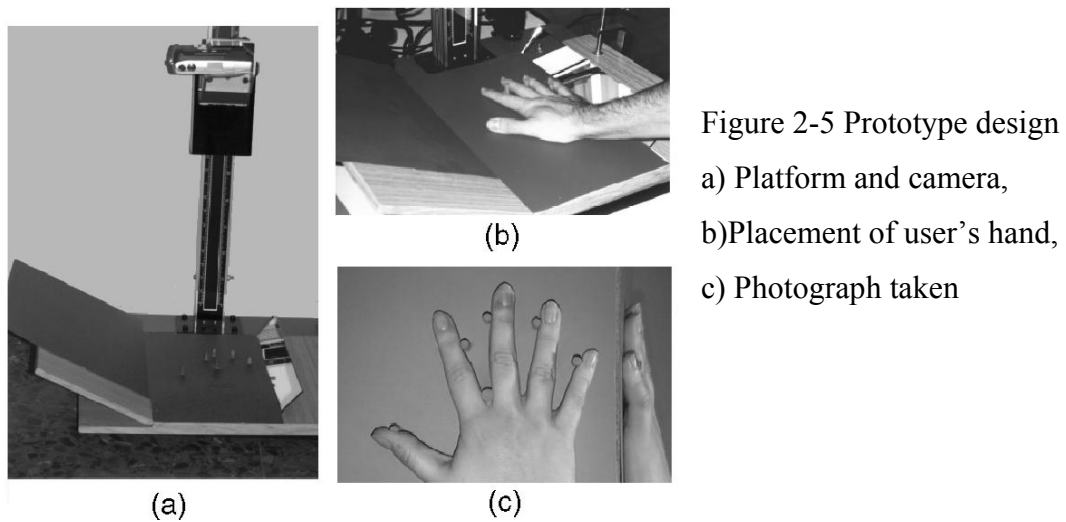 Figure 2-5 Prototype design
a) Platform and camera,
b)Placement of user’s hand,
c) Photograph taken
(a)
(b)
(c)